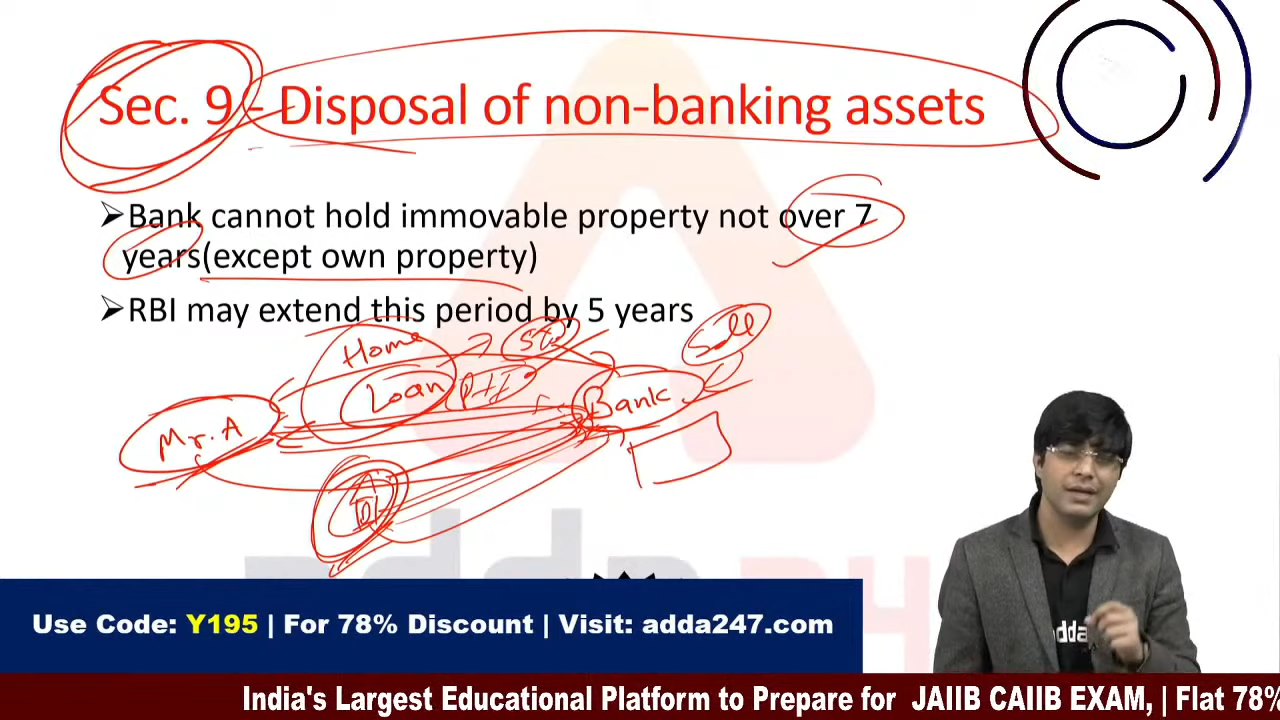 Sec. 9 - Disposal of non-banking assets
➢Bank cannot hold immovable property not over 7
years(except own property)
➢RBI may extend this period by 5 years
Sell
Home
Loan
P+I
Bank
Mr. A
adda
Use Code: Y195 | For 78% Discount | Visit: adda247.com
India's Largest Educational Platform to Prepare for JAIIB CAIIB EXAM, | Flat 78%